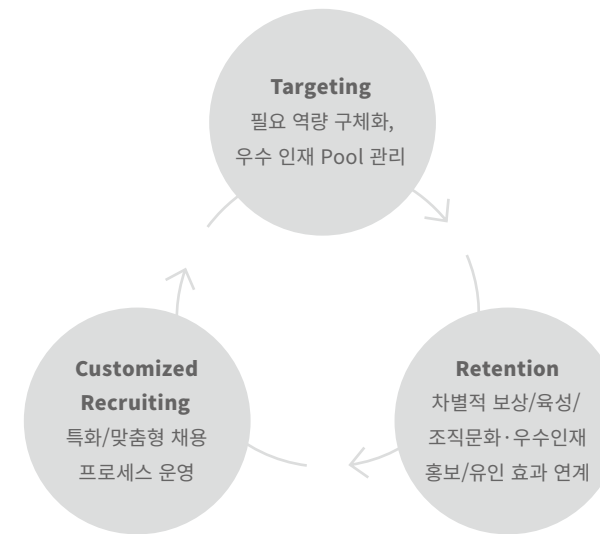 Targeting
필요 역량 구체화,
우수 인재 Pool 관리
Customized
Recruiting
특화/맞춤형 채용
프로세스 운영
Retention
차별적 보상/육성/
조직문화·우수인재
홍보/유인 효과 연계